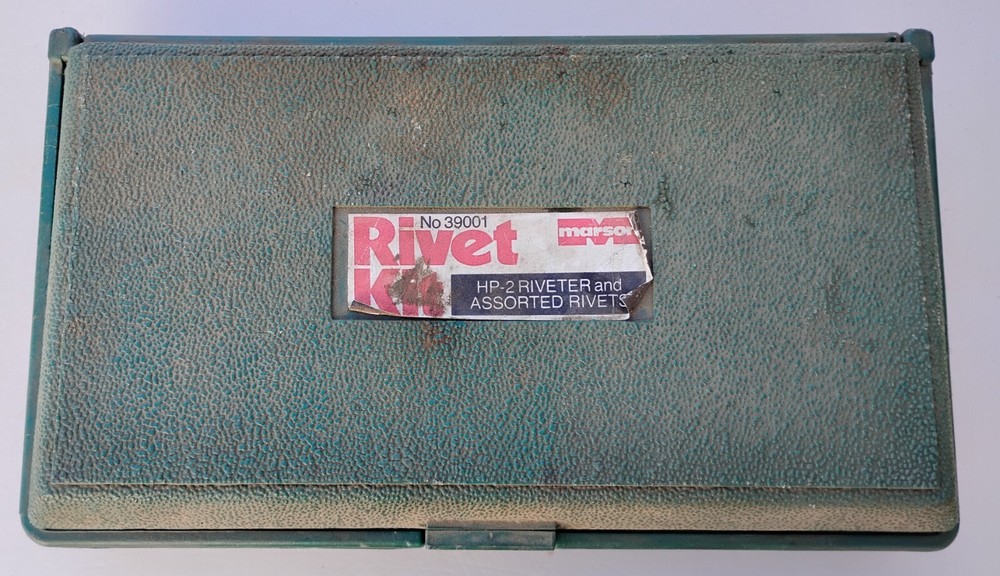 No 39001
Rivet
Kit
marson
HP-2 RIVETER and
ASSORTED RIVETS